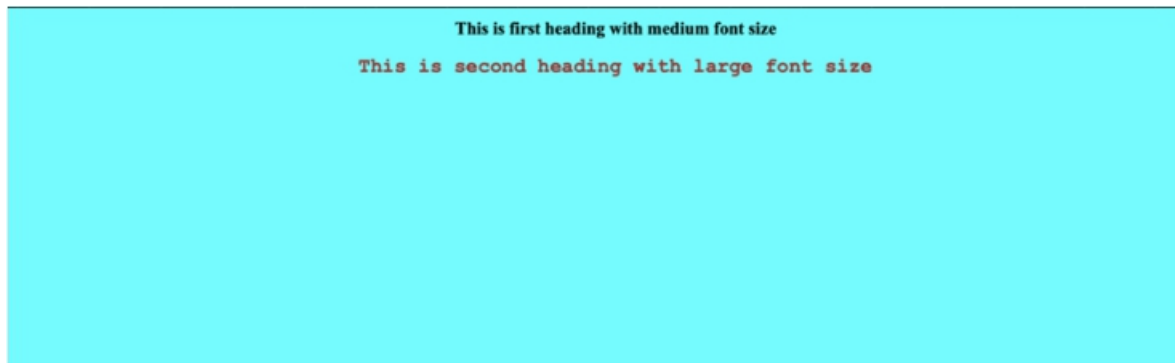 This is first heading with medium font size
This is second heading with large font size